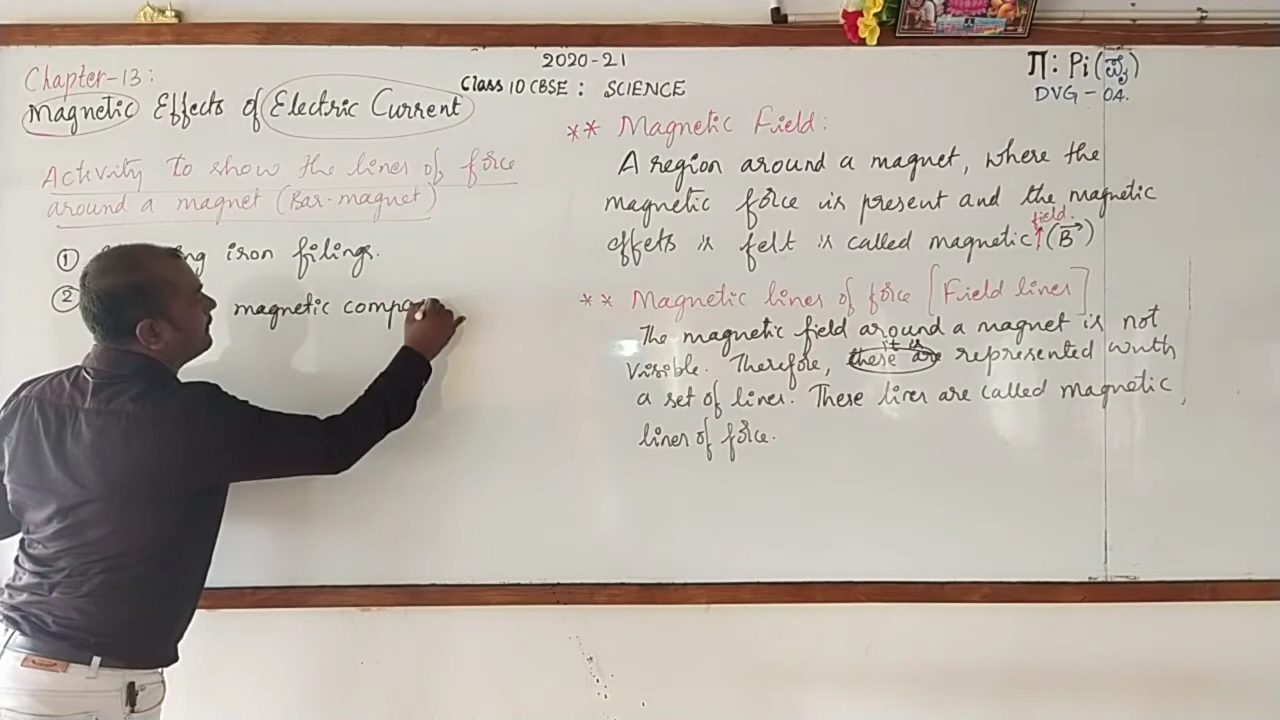 2020-21
Class 10 CBSE : SCIENCE
Π: Pi (ಪೈ)
DVG - 04.
Chapter-13:
Magnetic Effects of Electric Current
Activity to show the lines of force
around a magnet (Bar-magnet)
① iron filings.
② magnetic comp
** Magnetic Field:
A region around a magnet, where the
magnetic force is present and the magnetic
effets is felt is called magnetic field. (B→)
** Magnetic lines of force [Field lines]
The magnetic field around a magnet is not
visible. Therefore, it is represented with
a set of lines. These lines are called magnetic
lines of force.